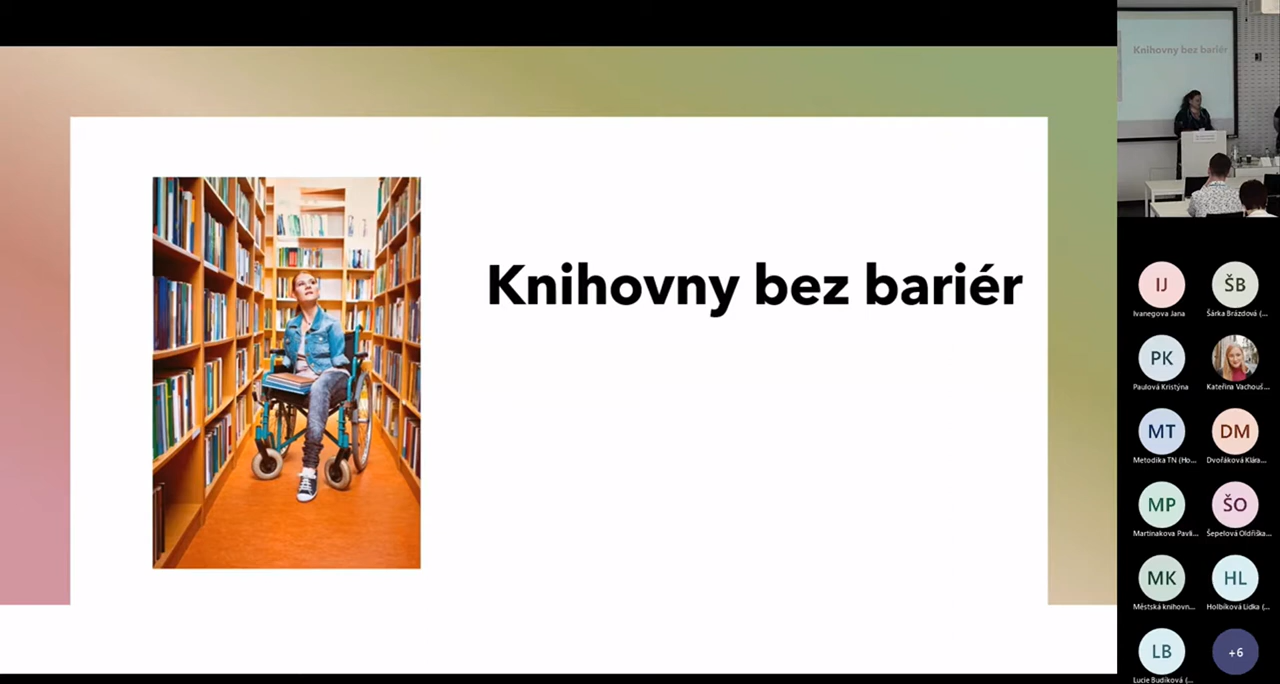 Knihovny bez bariér
Knihovny bez bariér
IJ
ŠB
Ivanegova Jana
Šárka Brázdová (...
PK
Paulová Kristýna
Kateřina Vachouš...
MT
DM
Metodika TN (Ho...
Dvořáková Klára...
MP
ŠO
Martinakova Pavli...
Šepelová Oldřiška...
MK
HL
Městská knihovn...
Holbíková Lidka (...
LB
+6
Lucie Budíková (...